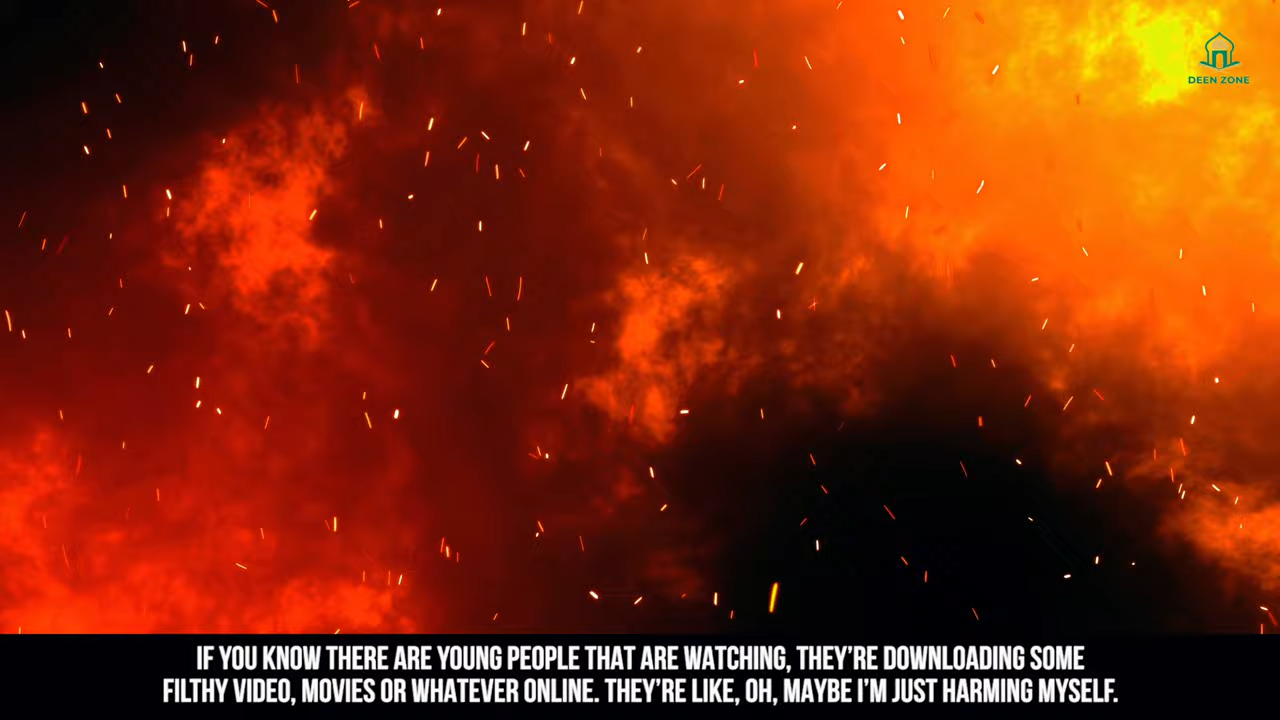 DEEN ZONE
IF YOU KNOW THERE ARE YOUNG PEOPLE THAT ARE WATCHING, THEY'RE DOWNLOADING SOME
FILTHY VIDEO, MOVIES OR WHATEVER ONLINE. THEY'RE LIKE, OH, MAYBE I'M JUST HARMING MYSELF.